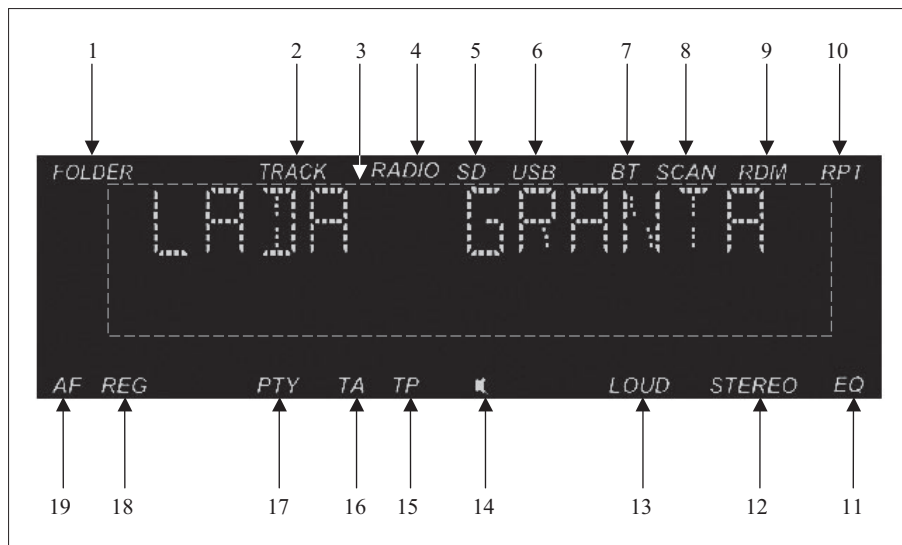 1 2 3 4 5 6 7 8 9 10
FOLDER TRACK RADIO SD USB BT SCAN RDM RPT
LADA GRANTA
AF REG PTY TA TP LOUD STEREO EQ
19 18 17 16 15 14 13 12 11